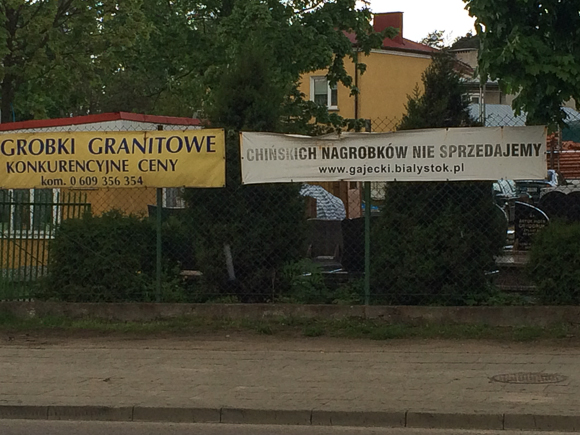 GROBKI GRANITOWE
KONKURENCYJNE CENY
kom. 0 609 356 354
CHIŃSKICH NAGROBKÓW NIE SPRZEDAJEMY
www.gajecki.bialystok.pl